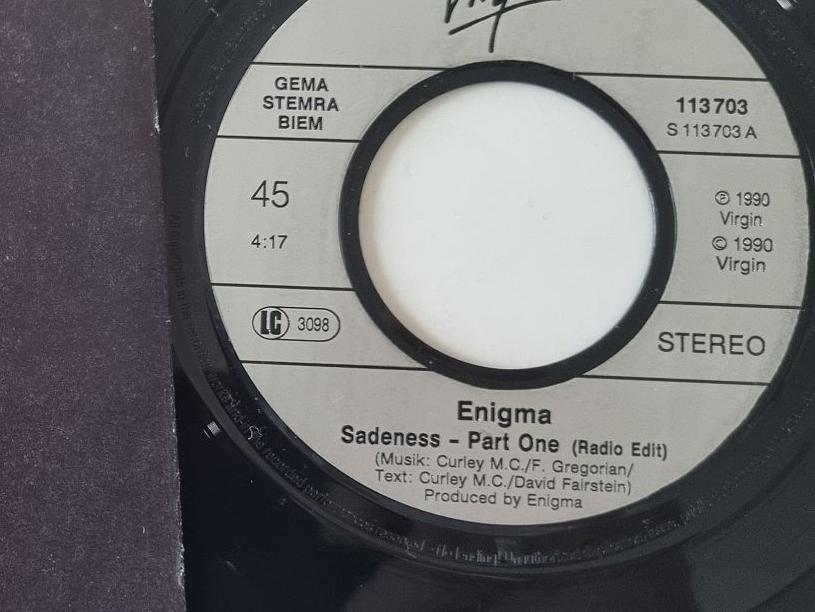 GEMA
STEMRA
BIEM
113703
S 113703 A
45
4:17
℗ 1990
Virgin
© 1990
Virgin
LC 3098
STEREO
Enigma
Sadeness – Part One (Radio Edit)
(Musik: Curley M.C./F. Gregorian/
Text: Curley M.C./David Fairstein)
Produced by Enigma